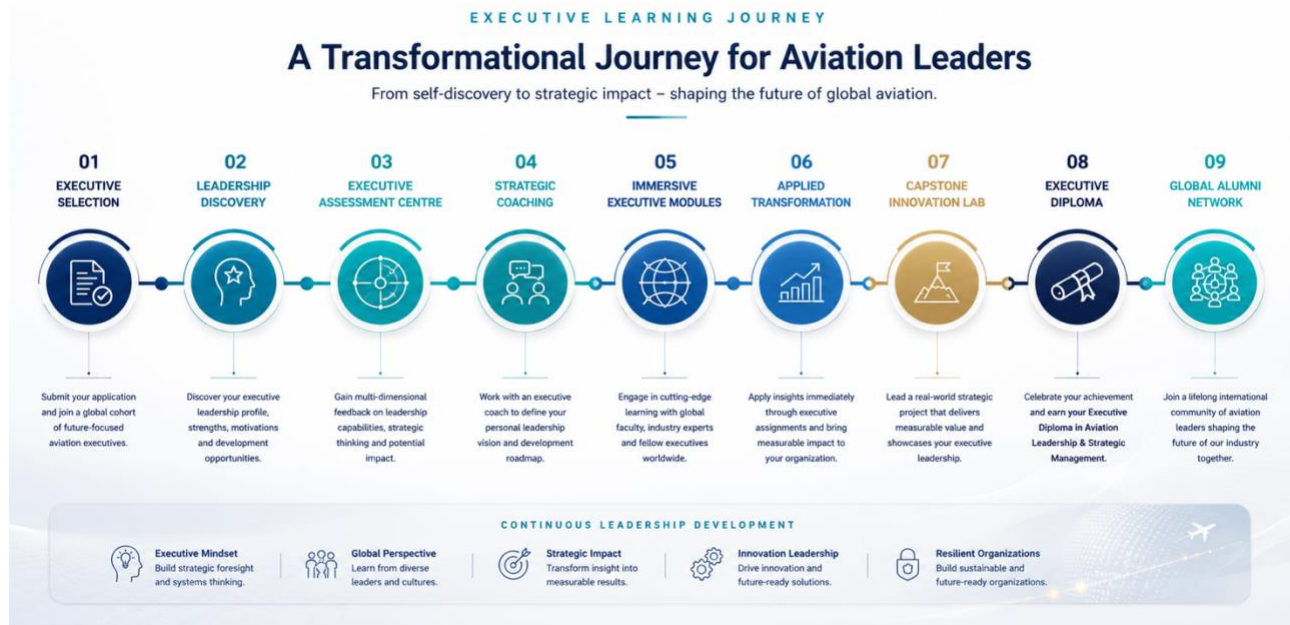 EXECUTIVE LEARNING JOURNEY
A Transformational Journey for Aviation Leaders
From self-discovery to strategic impact – shaping the future of global aviation.
01
EXECUTIVE
SELECTION
Submit your application
and join a global cohort
of future-focused
aviation executives.
02
LEADERSHIP
DISCOVERY
Discover your executive
leadership profile,
strengths, motivations
and development
opportunities.
03
EXECUTIVE
ASSESSMENT CENTRE
Gain multi-dimensional
feedback on leadership
capabilities, strategic
thinking and potential
impact.
04
STRATEGIC
COACHING
Work with an executive
coach to define your
personal leadership
vision and development
roadmap.
05
IMMERSIVE
EXECUTIVE MODULES
Engage in cutting-edge
learning with global
faculty, industry experts
and fellow executives
worldwide.
06
APPLIED
TRANSFORMATION
Apply insights immediately
through executive
assignments and bring
measurable impact to
your organization.
07
CAPSTONE
INNOVATION LAB
Lead a real-world strategic
project that delivers
measurable value and
showcases your executive
leadership.
08
EXECUTIVE
DIPLOMA
Celebrate your achievement
and earn your Executive
Diploma in Aviation
Leadership & Strategic
Management.
09
GLOBAL ALUMNI
NETWORK
Join a lifelong international
community of aviation
leaders shaping the
future of our industry
together.
CONTINUOUS LEADERSHIP DEVELOPMENT
Executive Mindset
Build strategic foresight
and systems thinking.
Global Perspective
Learn from diverse
leaders and cultures.
Strategic Impact
Transform insight into
measurable results.
Innovation Leadership
Drive innovation and
future-ready solutions.
Resilient Organizations
Build sustainable and
future-ready organizations.